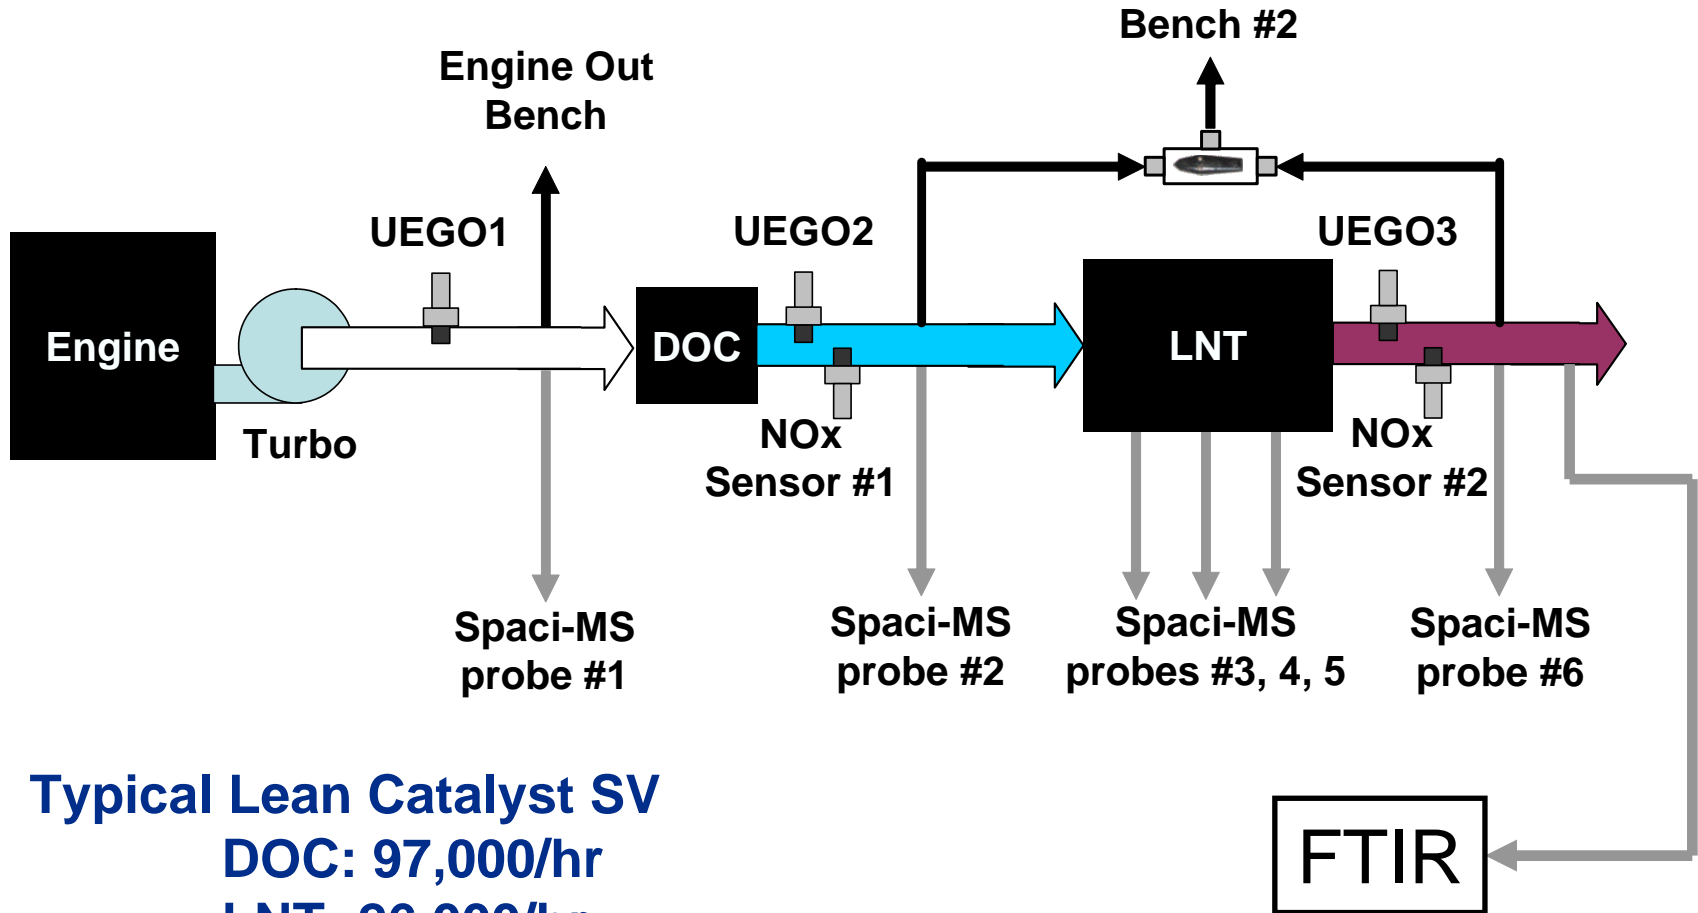 Bench #2
Engine Out
Bench
UEGO1
UEGO2
UEGO3
Engine
DOC
LNT
Turbo
NOx
Sensor #1
NOx
Sensor #2
Spaci-MS
probe #1
Spaci-MS
probe #2
Spaci-MS
probes #3, 4, 5
Spaci-MS
probe #6
Typical Lean Catalyst SV
DOC: 97,000/hr
FTIR